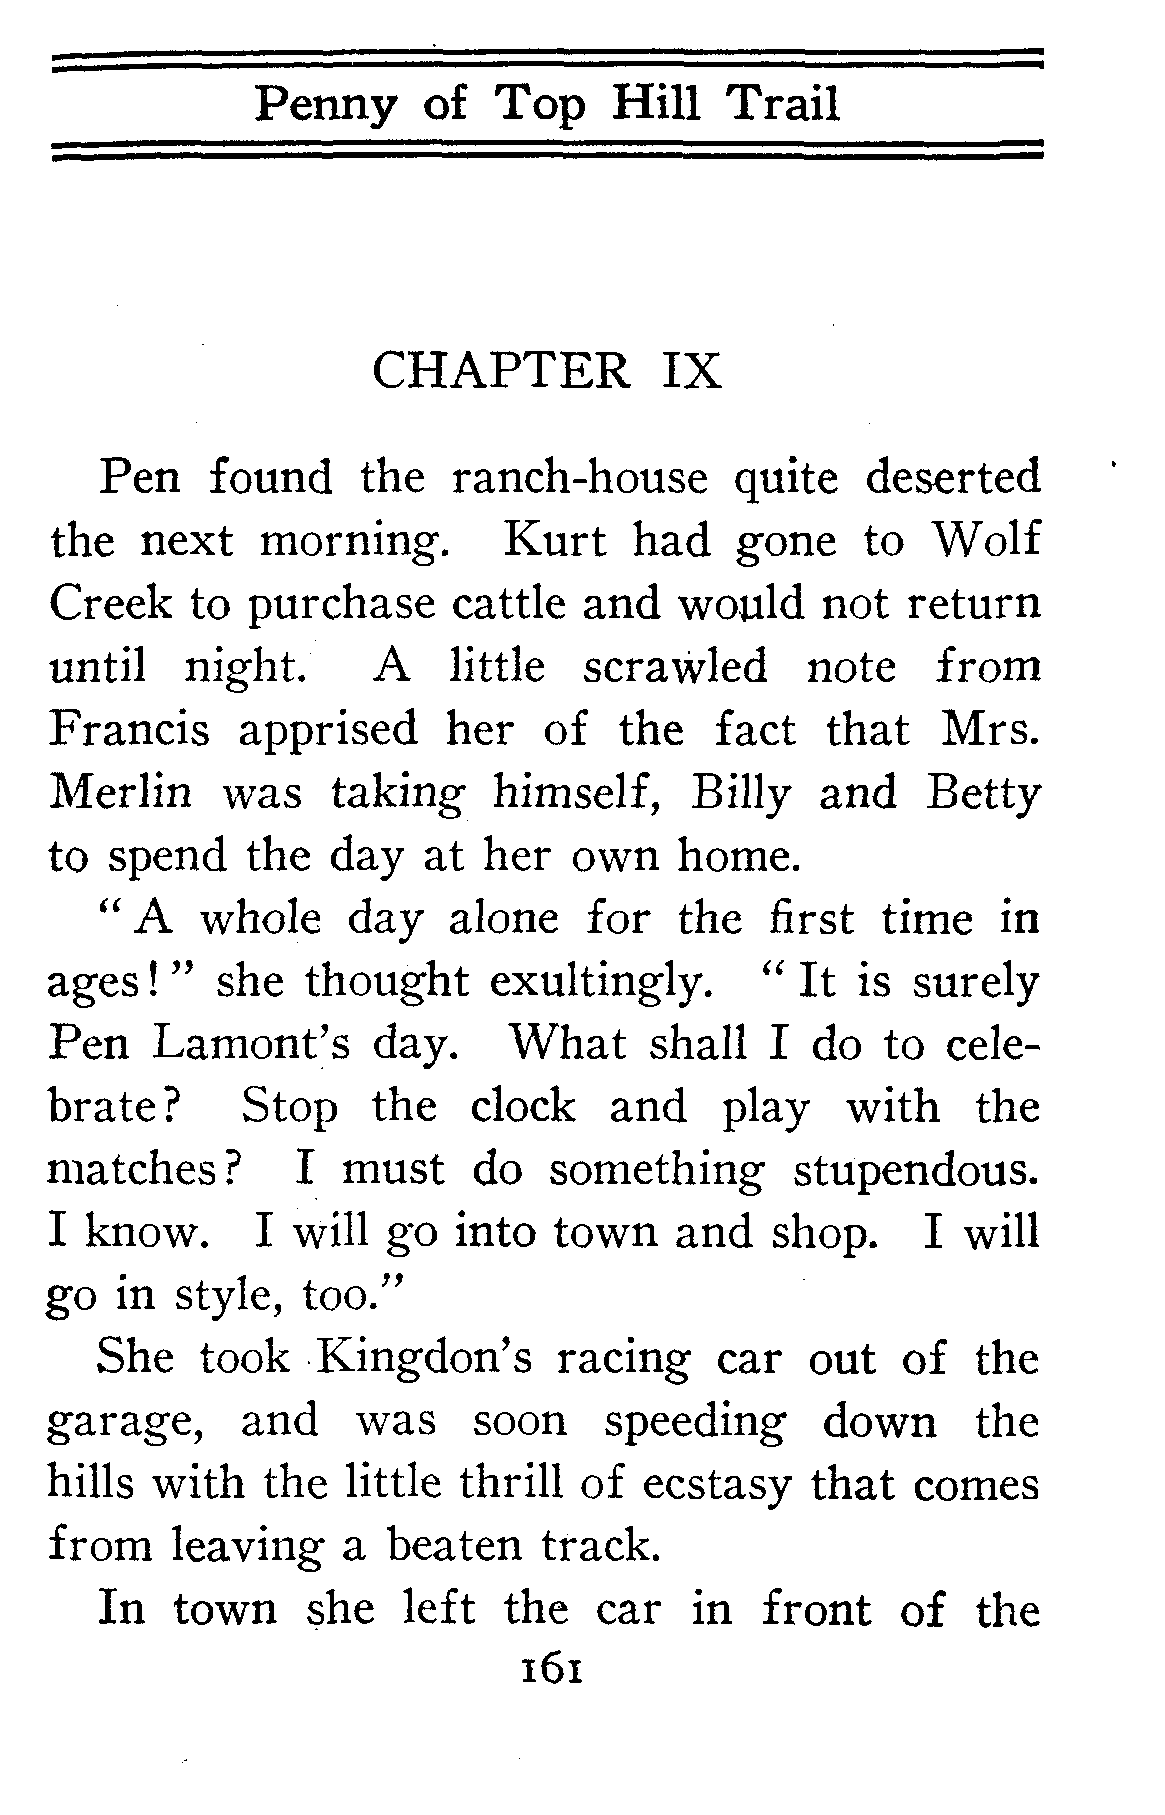 Penny of Top Hill Trail
CHAPTER IX
Pen found the ranch-house quite deserted
the next morning. Kurt had gone to Wolf
Creek to purchase cattle and would not return
until night. A little scrawled note from
Francis apprised her of the fact that Mrs.
Merlin was taking himself, Billy and Betty
to spend the day at her own home.
“ A whole day alone for the first time in
ages! ” she thought exultingly. “ It is surely
Pen Lamont’s day. What shall I do to cele-
brate? Stop the clock and play with the
matches? I must do something stupendous.
I know. I will go into town and shop. I will
go in style, too.”
She took Kingdon’s racing car out of the
garage, and was soon speeding down the
hills with the little thrill of ecstasy that comes
from leaving a beaten track.
In town she left the car in front of the
161